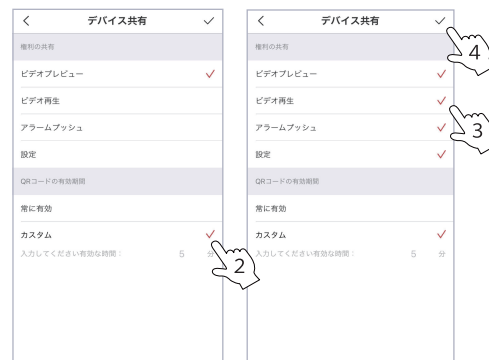 デバイス共有
権利の共有
ビデオプレビュー
ビデオ再生
アラームプッシュ
設定
QRコードの有効期間
常に有効
カスタム
入力してください有効な時間： 5 分
2
デバイス共有
権利の共有
ビデオプレビュー
ビデオ再生
アラームプッシュ
設定
QRコードの有効期間
常に有効
カスタム
入力してください有効な時間： 5 分
4
3